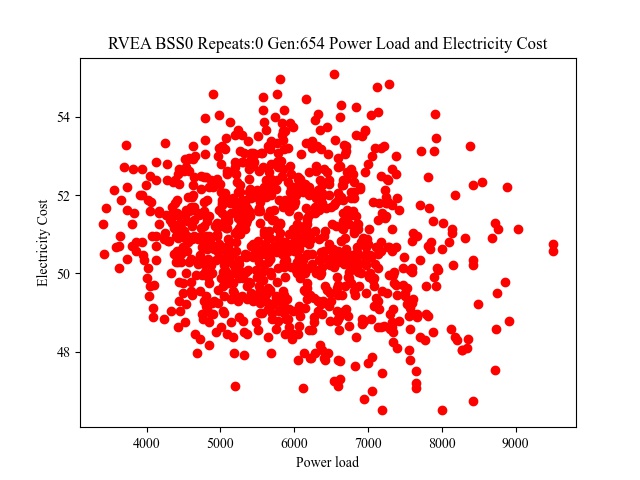 RVEA BSS0 Repeats:0 Gen:654 Power Load and Electricity Cost
54
52
50
48
Electricity Cost
4000 5000 6000 7000 8000 9000
Power load